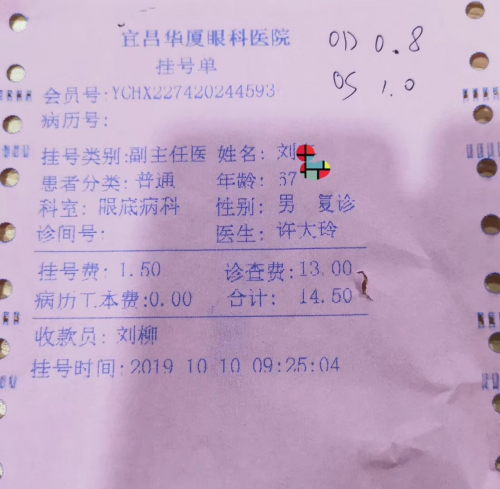 宜昌华厦眼科医院 OD 0.8
挂号单 OS 1.0
会员号:YCHX227420244593
病历号:
挂号类别:副主任医 姓名: 刘
患者分类: 普通 年龄: 67
科室: 眼底病科 性别: 男 复诊
诊间号: 医生: 许大玲
挂号费: 1.50 诊查费:13.00
病历工本费:0.00 合计: 14.50
收款员: 刘柳
挂号时间:2019 10 10 09:25:04